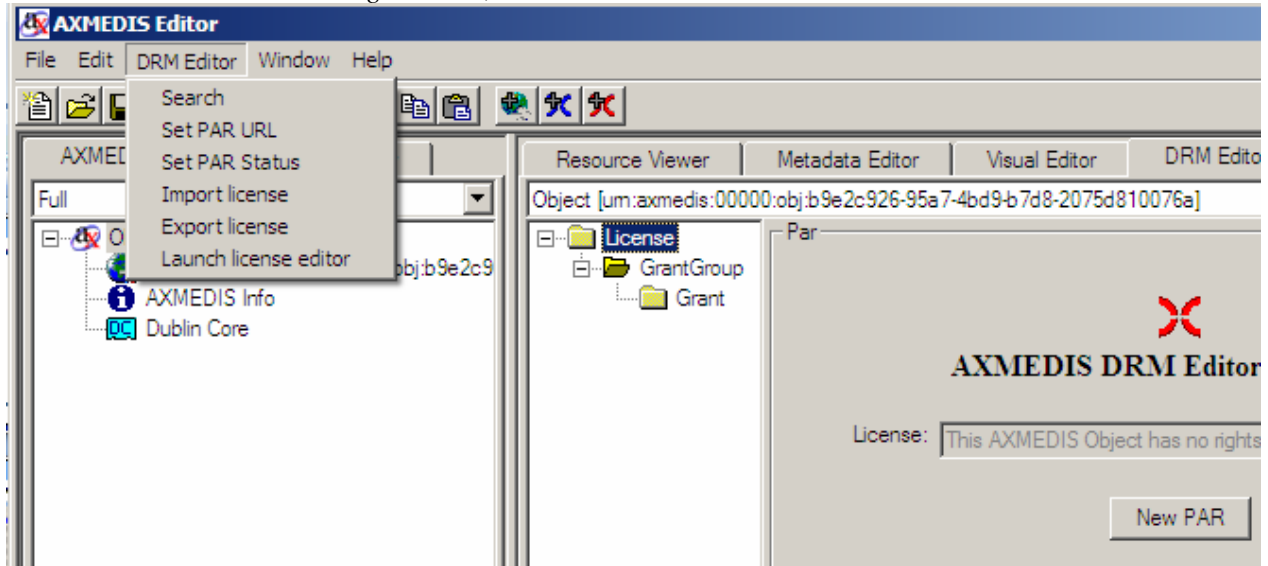 AXMEDIS Editor
File Edit DRM Editor Window Help
Search
Set PAR URL
Set PAR Status
Import license
Export license
Launch license editor
AXMED
Full
O
obj:b9e2c9
AXMEDIS Info
DC Dublin Core
Resource Viewer Metadata Editor Visual Editor DRM Edito
Object [urn:axmedis:00000:obj:b9e2c926-95a7-4bd9-b7d8-2075d810076a]
License
GrantGroup
Grant
Par
AXMEDIS DRM Editor
License: This AXMEDIS Object has no rights
New PAR